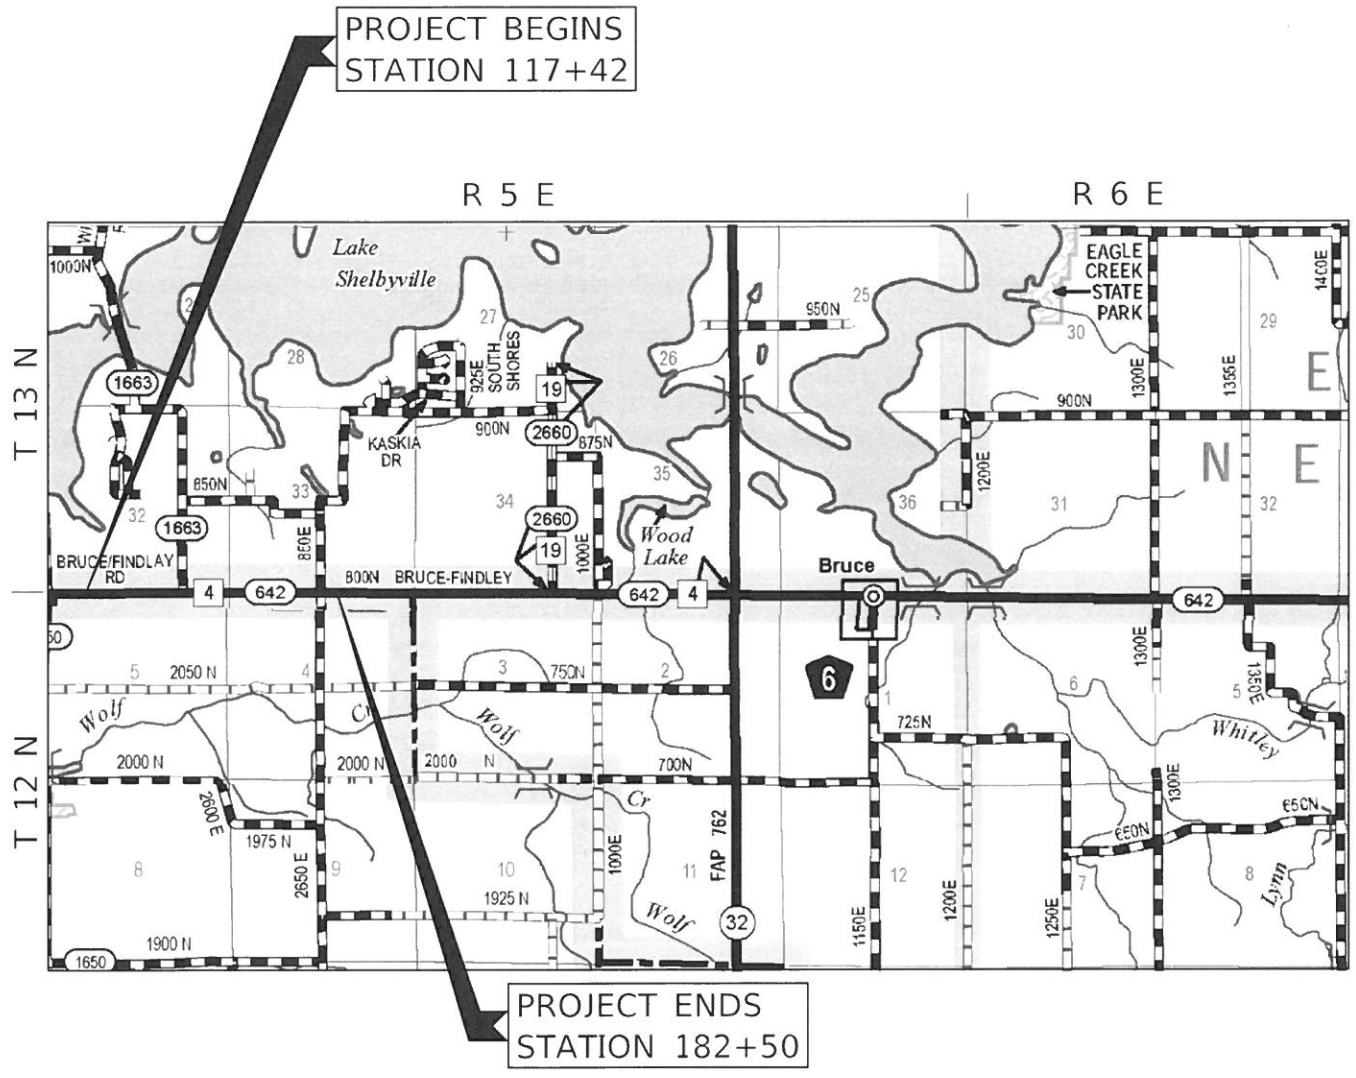 PROJECT BEGINS
STATION 117+42
R 5 E
R 6 E
T 13 N
T 12 N
1000N
Lake
Shelbyville
EAGLE
CREEK
STATE
PARK
1400E
27
28
25
26
30
29
950N
925E
SOUTH
SHORES
1663
19
1300E
1355E
E
900N
KASKIA
DR
900N
2660
875N
1200E
N E
850N
33
34
35
36
31
32
32
1663
2660
19
1000E
Wood
Lake
BRUCE/FINDLAY
RD
800N
BRUCE-FINDLEY
Bruce
4
642
642
4
642
1300E
5
2050 N
4
3
750N
2
6
1
6
5
1350E
Wolf
Cr
Wolf
725N
Whitley
2000 N
2000 N
2000 N
700N
1300E
2600 E
Cr
FAP 762
650N
650N
1975 N
8
2650 E
9
10
1000E
11
12
1200E
1250E
7
8
Lynn
1925 N
Wolf
32
1150E
1900 N
1650
PROJECT ENDS
STATION 182+50